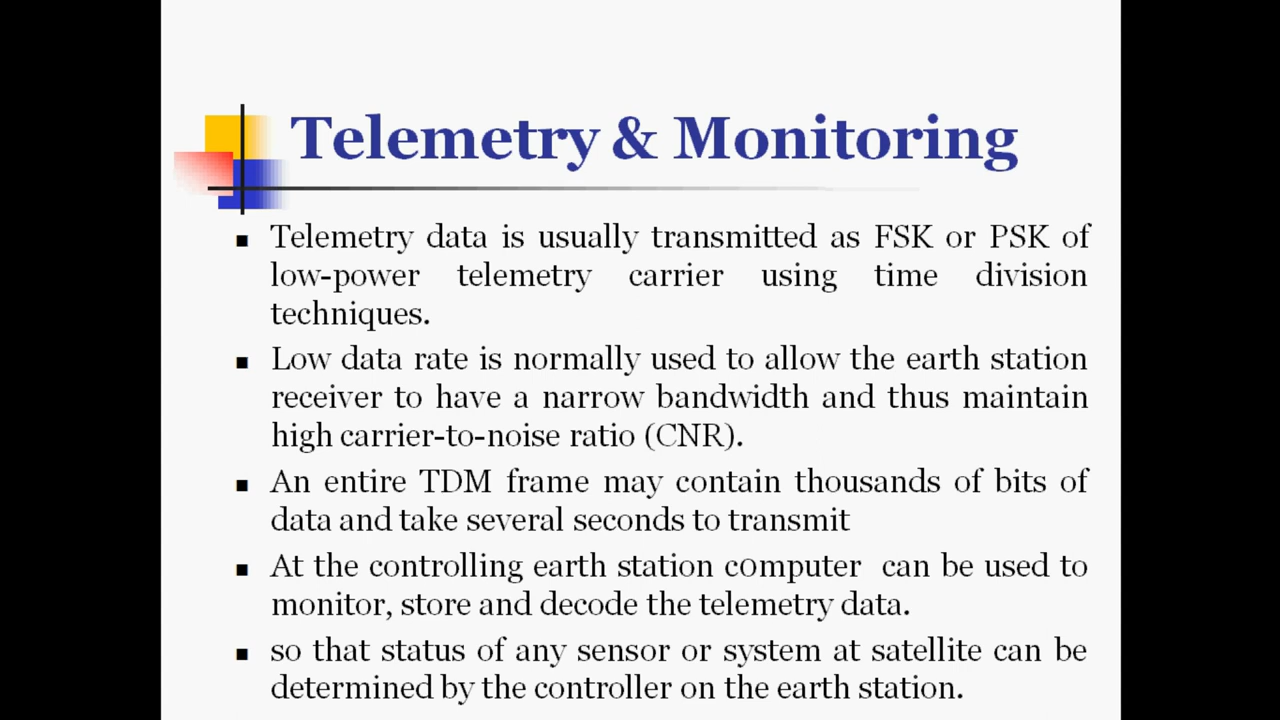 Telemetry & Monitoring
Telemetry data is usually transmitted as FSK or PSK of
low-power telemetry carrier using time division
techniques.
Low data rate is normally used to allow the earth station
receiver to have a narrow bandwidth and thus maintain
high carrier-to-noise ratio (CNR).
An entire TDM frame may contain thousands of bits of
data and take several seconds to transmit
At the controlling earth station computer can be used to
monitor, store and decode the telemetry data.
so that status of any sensor or system at satellite can be
determined by the controller on the earth station.